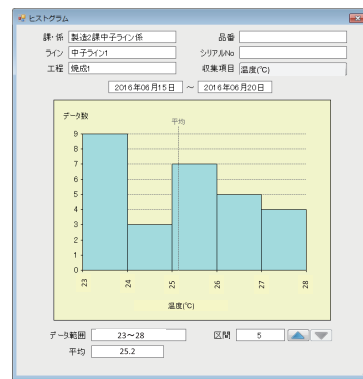 ヒストグラム
課・係 製造2課中子ライン係 品番
ライン 中子ライン1 シリアルNo
工程 焼成1 収集項目 温度(℃)
2016年06月15日 ～ 2016年06月20日
データ数
平均
9
8
7
6
5
4
3
2
1
0
23 24 25 26 27 28
温度(℃)
データ範囲 23～28 区間 5
平均 25.2